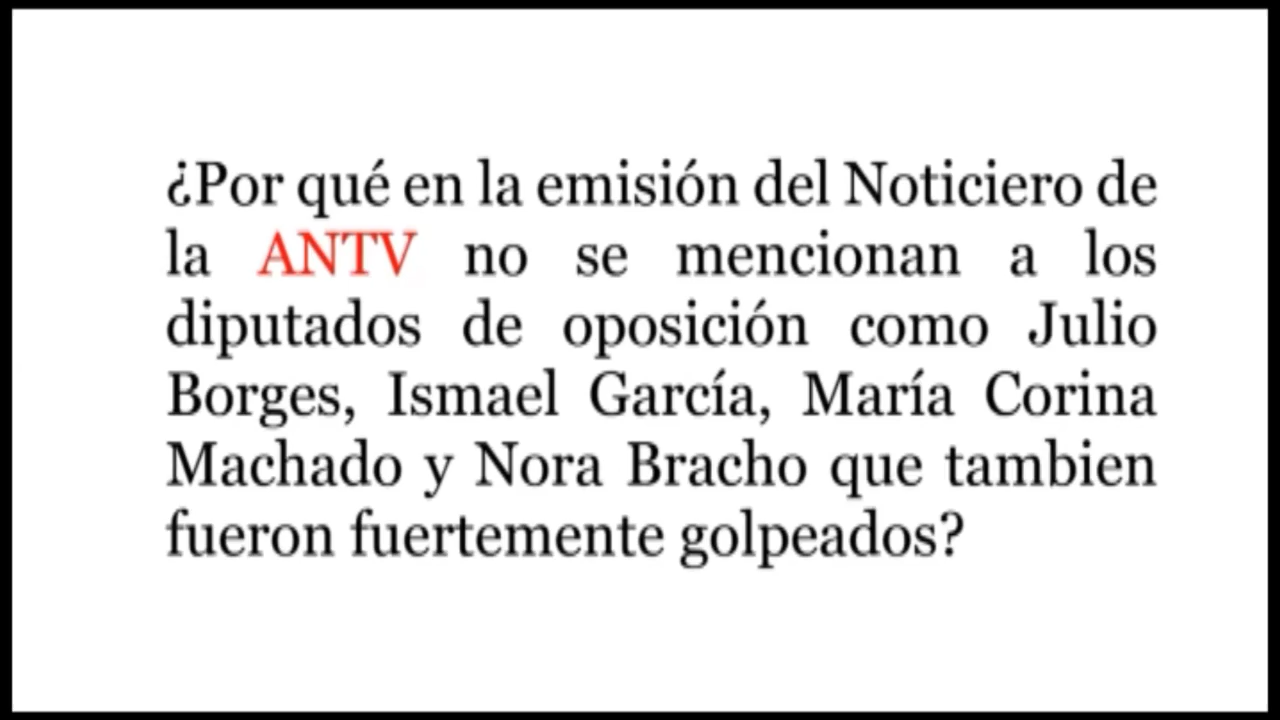 ¿Por qué en la emisión del Noticiero de
la ANTV no se mencionan a los
diputados de oposición como Julio
Borges, Ismael García, María Corina
Machado y Nora Bracho que tambien
fueron fuertemente golpeados?